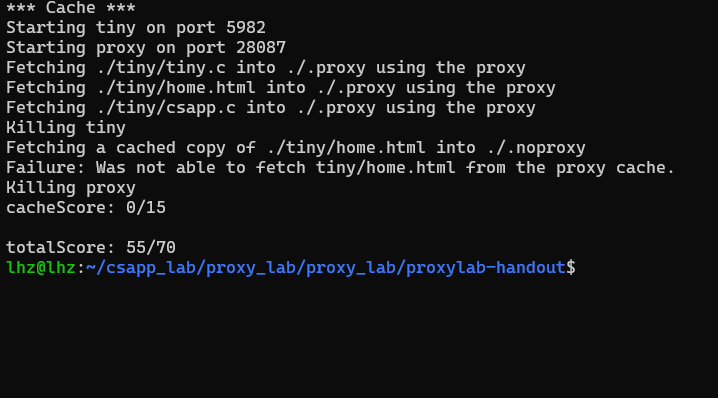 *** Cache ***
Starting tiny on port 5982
Starting proxy on port 28087
Fetching ./tiny/tiny.c into ./.proxy using the proxy
Fetching ./tiny/home.html into ./.proxy using the proxy
Fetching ./tiny/csapp.c into ./.proxy using the proxy
Killing tiny
Fetching a cached copy of ./tiny/home.html into ./.noproxy
Failure: Was not able to fetch tiny/home.html from the proxy cache.
Killing proxy
cacheScore: 0/15
totalScore: 55/70
lhz@lhz:~/csapp_lab/proxy_lab/proxy_lab/proxylab-handout$